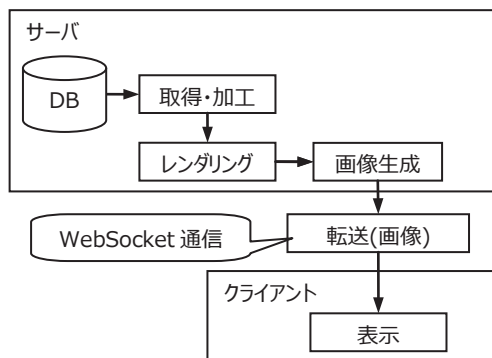 サーバ
DB
取得・加工
レンダリング
画像生成
WebSocket 通信
転送(画像)
クライアント
表示